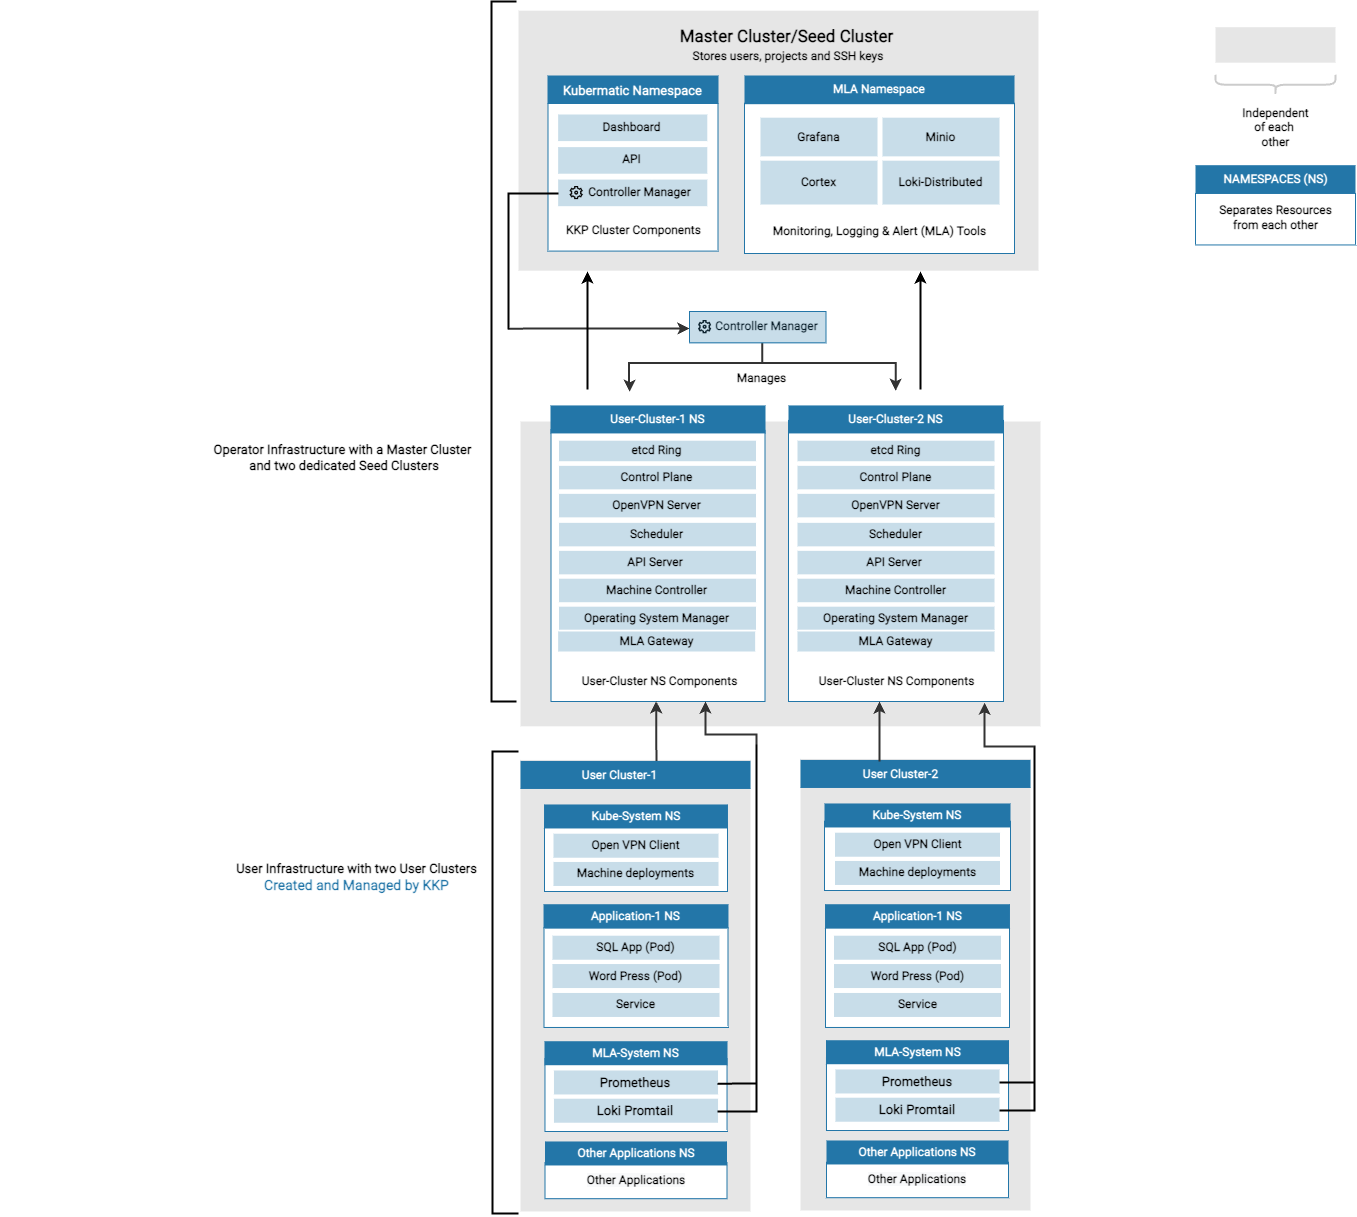 Master Cluster/Seed Cluster
Stores users, projects and SSH keys
Kubermatic Namespace
Dashboard
API
Controller Manager
KKP Cluster Components
MLA Namespace
Grafana
Minio
Cortex
Loki-Distributed
Monitoring, Logging & Alert (MLA) Tools
Independent
of each
other
NAMESPACES (NS)
Separates Resources
from each other
Controller Manager
Manages
Operator Infrastructure with a Master Cluster
and two dedicated Seed Clusters
User-Cluster-1 NS
etcd Ring
Control Plane
OpenVPN Server
Scheduler
API Server
Machine Controller
Operating System Manager
MLA Gateway
User-Cluster NS Components
User-Cluster-2 NS
etcd Ring
Control Plane
OpenVPN Server
Scheduler
API Server
Machine Controller
Operating System Manager
MLA Gateway
User-Cluster NS Components
User Infrastructure with two User Clusters
Created and Managed by KKP
User Cluster-1
Kube-System NS
Open VPN Client
Machine deployments
Application-1 NS
SQL App (Pod)
Word Press (Pod)
Service
MLA-System NS
Prometheus
Loki Promtail
Other Applications NS
Other Applications
User Cluster-2
Kube-System NS
Open VPN Client
Machine deployments
Application-1 NS
SQL App (Pod)
Word Press (Pod)
Service
MLA-System NS
Prometheus
Loki Promtail
Other Applications NS
Other Applications